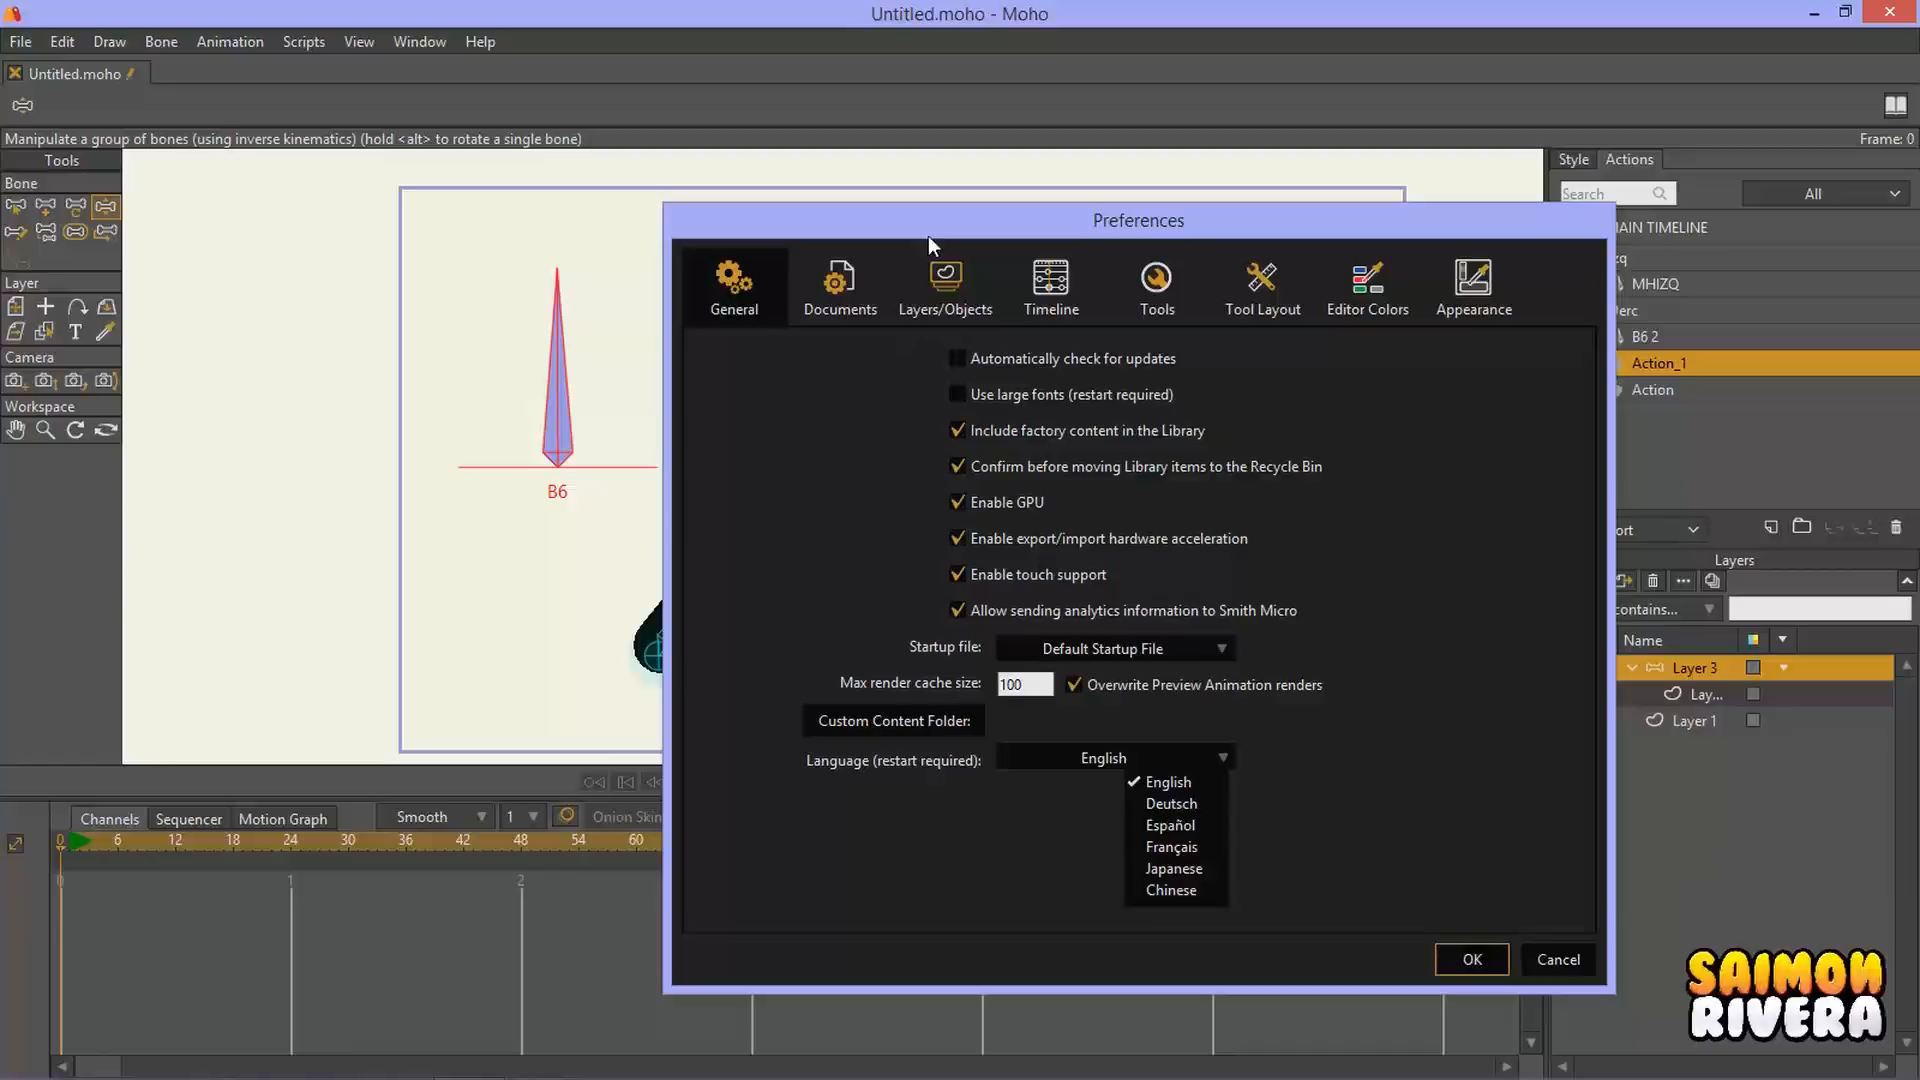 Untitled.moho - Moho
File Edit Draw Bone Animation Scripts View Window Help
Untitled.moho
Manipulate a group of bones (using inverse kinematics) (hold <alt> to rotate a single bone)
Frame: 0
Tools
Bone
Layer
Camera
Workspace
B6
Style Actions
Search
All
AIN TIMELINE
MHIZQ
erc
B6 2
Action_1
Action
ort
Layers
contains...
Name
Layer 3
Lay...
Layer 1
Preferences
General Documents Layers/Objects Timeline Tools Tool Layout Editor Colors Appearance
Automatically check for updates
Use large fonts (restart required)
Include factory content in the Library
Confirm before moving Library items to the Recycle Bin
Enable GPU
Enable export/import hardware acceleration
Enable touch support
Allow sending analytics information to Smith Micro
Startup file: Default Startup File
Max render cache size: 100 Overwrite Preview Animation renders
Custom Content Folder:
Language (restart required): English
English
Deutsch
Español
Français
Japanese
Chinese
OK Cancel
Channels Sequencer Motion Graph Smooth 1 Onion Skin
0 6 12 18 24 30 36 42 48 54 60
0 1 2
SAIMON
RIVERA